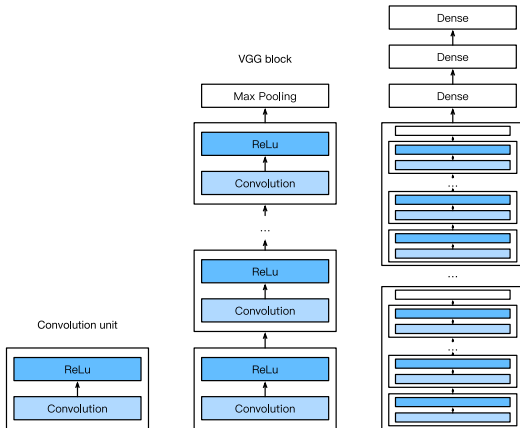 Convolution unit
ReLu
Convolution
VGG block
Max Pooling
ReLu
Convolution
...
ReLu
Convolution
ReLu
Convolution
Dense
Dense
Dense
...
...
...